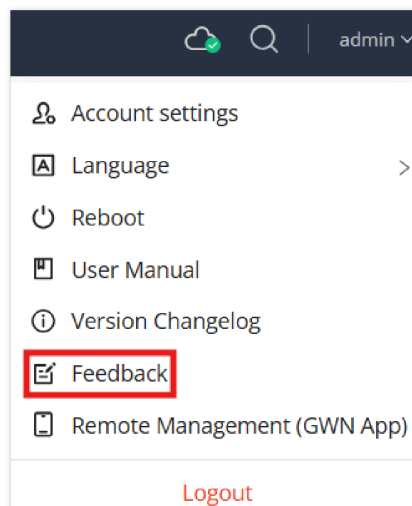 admin
Account settings
Language
Reboot
User Manual
Version Changelog
Feedback
Remote Management (GWN App)
Logout